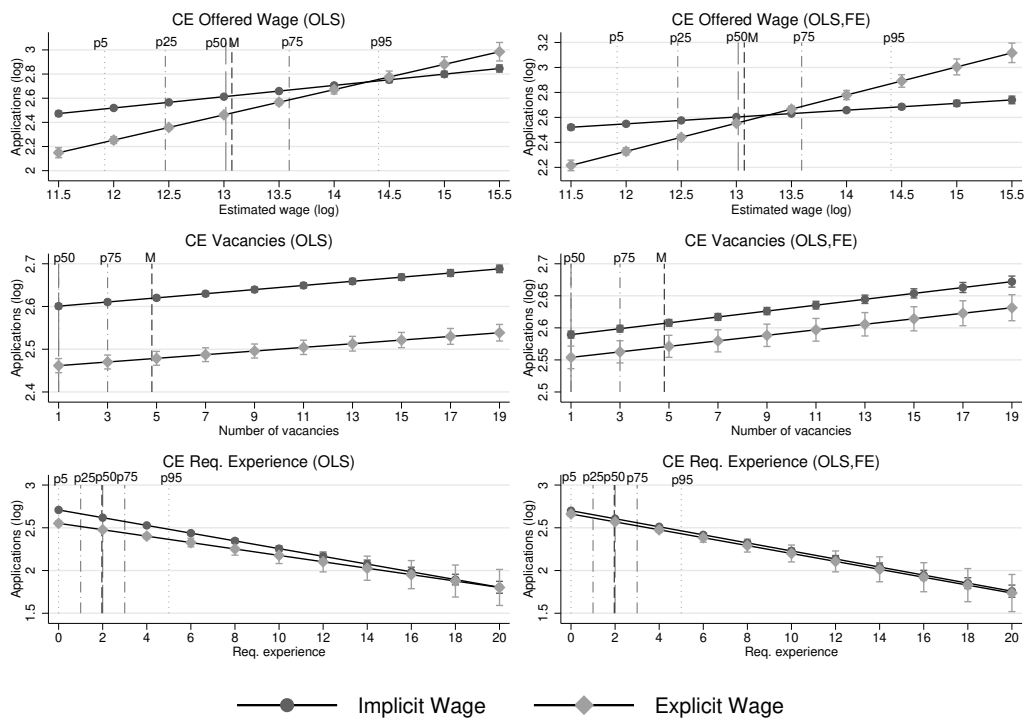 CE Offered Wage (OLS)
p5 p25 p50 M p75 p95
Applications (log)
3
2.8
2.6
2.4
2.2
2
11.5 12 12.5 13 13.5 14 14.5 15 15.5
Estimated wage (log)
CE Offered Wage (OLS,FE)
p5 p25 p50 M p75 p95
Applications (log)
3.2
3
2.8
2.6
2.4
2.2
11.5 12 12.5 13 13.5 14 14.5 15 15.5
Estimated wage (log)
CE Vacancies (OLS)
p50 p75 M
Applications (log)
2.7
2.6
2.5
2.4
1 3 5 7 9 11 13 15 17 19
Number of vacancies
CE Vacancies (OLS,FE)
p50 p75 M
Applications (log)
2.7
2.65
2.6
2.55
2.5
1 3 5 7 9 11 13 15 17 19
Number of vacancies
CE Req. Experience (OLS)
p5 p25 p50 p75 p95
Applications (log)
3
2.5
2
1.5
0 2 4 6 8 10 12 14 16 18 20
Req. experience
CE Req. Experience (OLS,FE)
p5 p25 p50 p75 p95
Applications (log)
3
2.5
2
1.5
0 2 4 6 8 10 12 14 16 18 20
Req. experience
Implicit Wage Explicit Wage